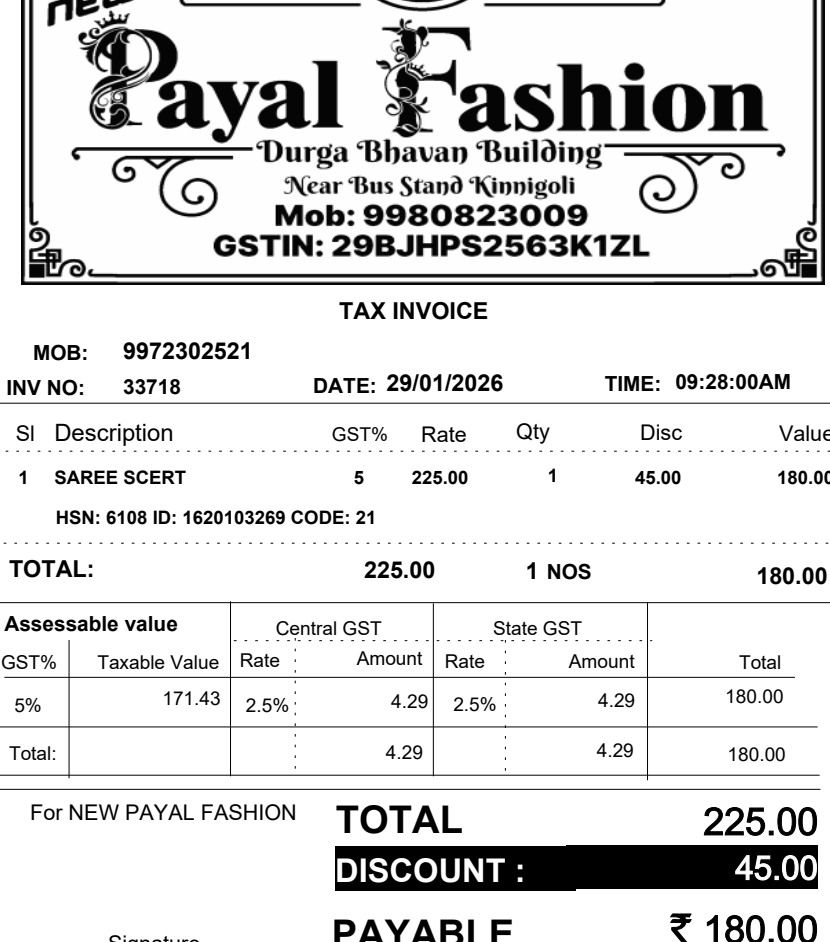 new
Payal Fashion
Durga Bhavan Building
Near Bus Stand Kinnigoli
Mob: 9980823009
GSTIN: 29BJHPS2563K1ZL
TAX INVOICE
MOB: 9972302521
INV NO: 33718 DATE: 29/01/2026 TIME: 09:28:00AM
Sl Description GST% Rate Qty Disc Value
1 SAREE SCERT 5 225.00 1 45.00 180.00
HSN: 6108 ID: 1620103269 CODE: 21
TOTAL: 225.00 1 NOS 180.00
Assessable value Central GST State GST
GST% Taxable Value Rate Amount Rate Amount Total
5% 171.43 2.5% 4.29 2.5% 4.29 180.00
Total: 4.29 4.29 180.00
For NEW PAYAL FASHION TOTAL 225.00
DISCOUNT : 45.00
Signature PAYABLE ₹ 180.00